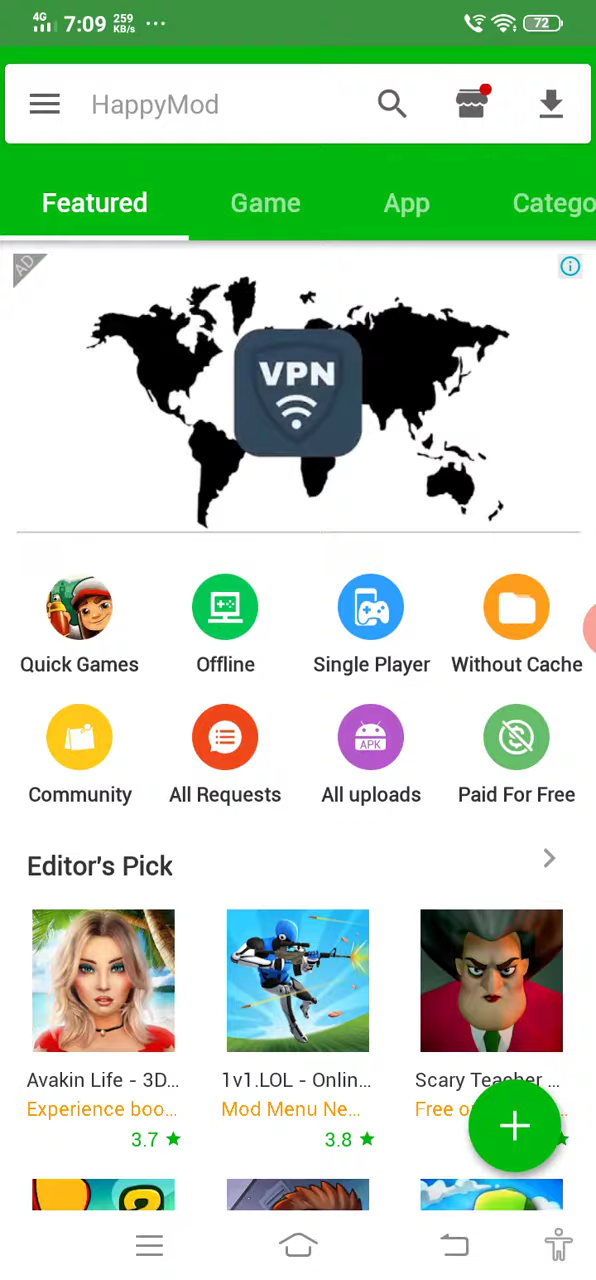 4G 7:09 259 KB/s ... 72
HappyMod
Featured Game App Catego
AD
VPN
Quick Games Offline Single Player Without Cache
APK
Community All Requests All uploads Paid For Free
Editor's Pick
Avakin Life - 3D... 1v1.LOL - Onlin... Scary Teacher ...
Experience boo... Mod Menu Ne... Free o
3.7 ★ 3.8 ★ ★
2